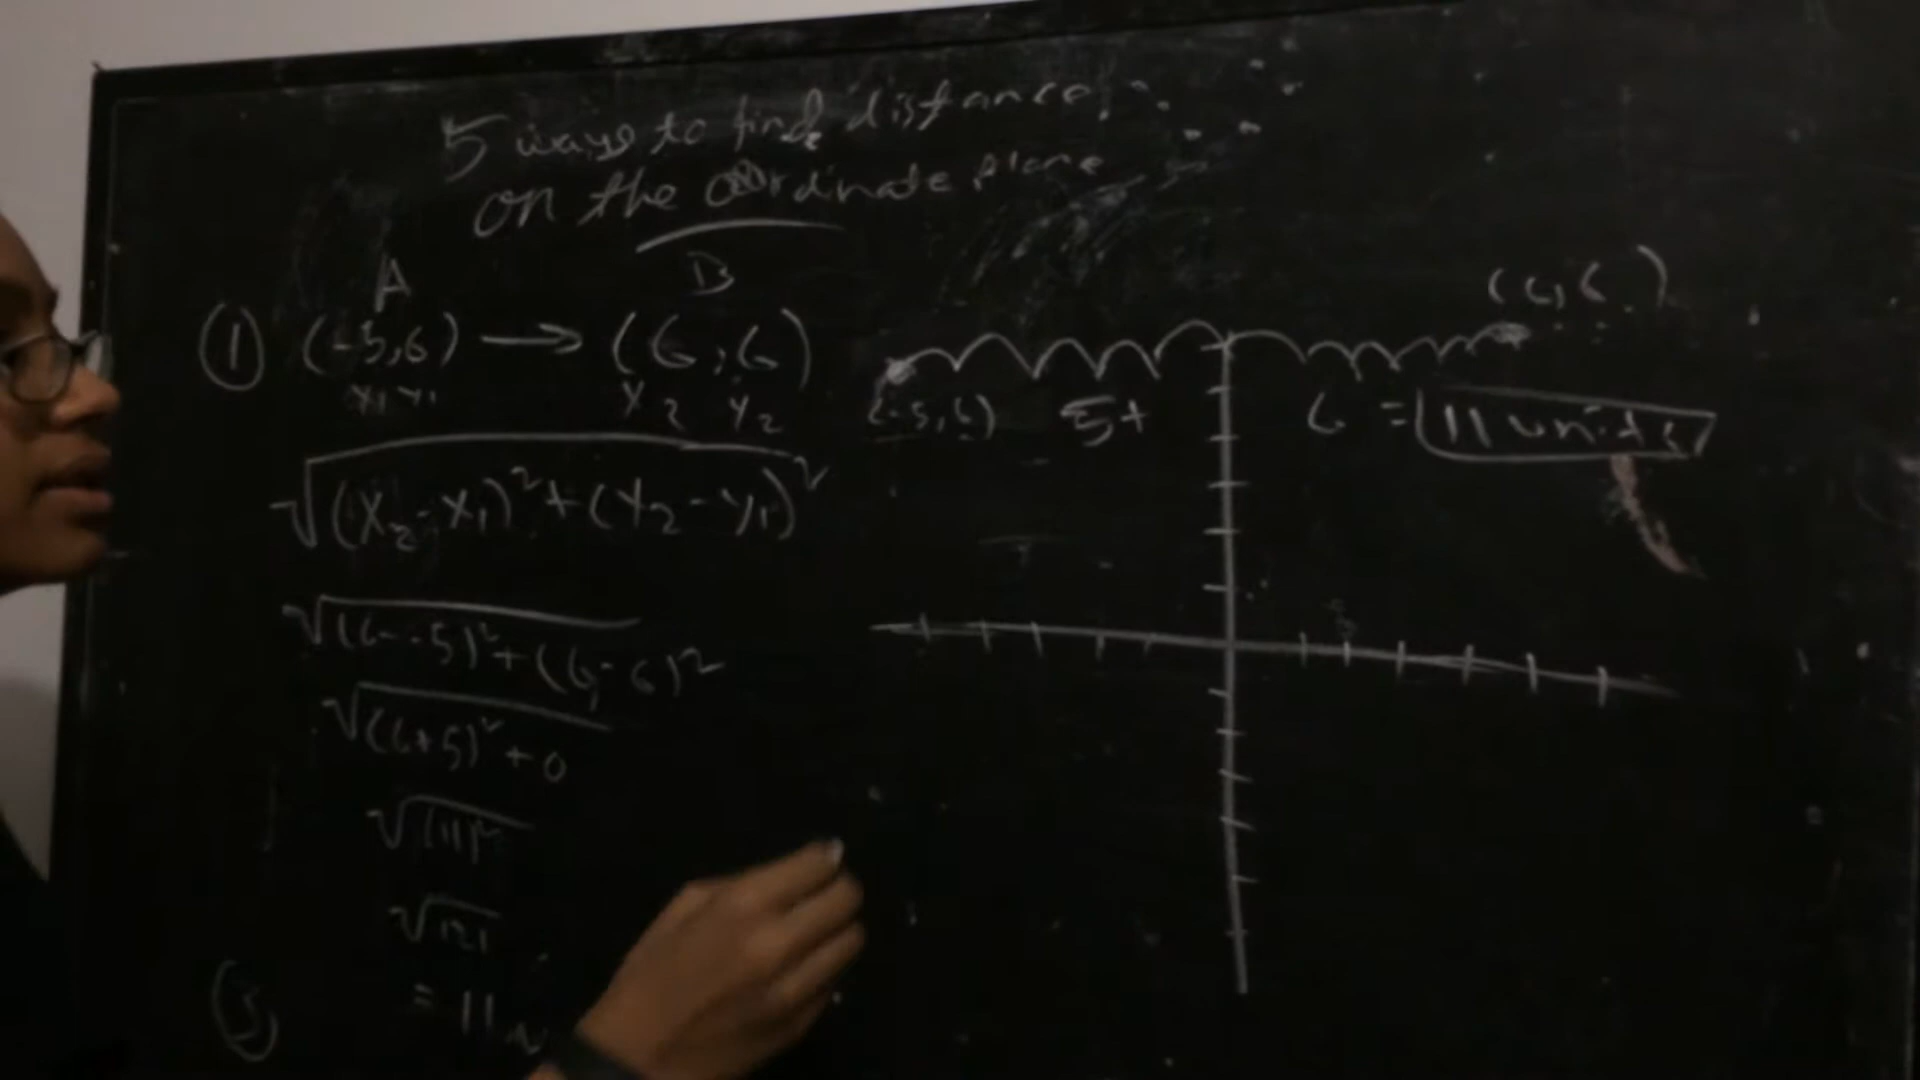 5 ways to find distance
on the coordinate plane
A B
① (-5,6) → (6,6)
x₁ y₁ x₂ y₂
√(x₂-x₁)²+(y₂-y₁)²
√(6--5)²+(6-6)²
√(6+5)²+0
√(11)²
√121
= 11
(6,6)
(-5,6) 5+ 6 = 11 units